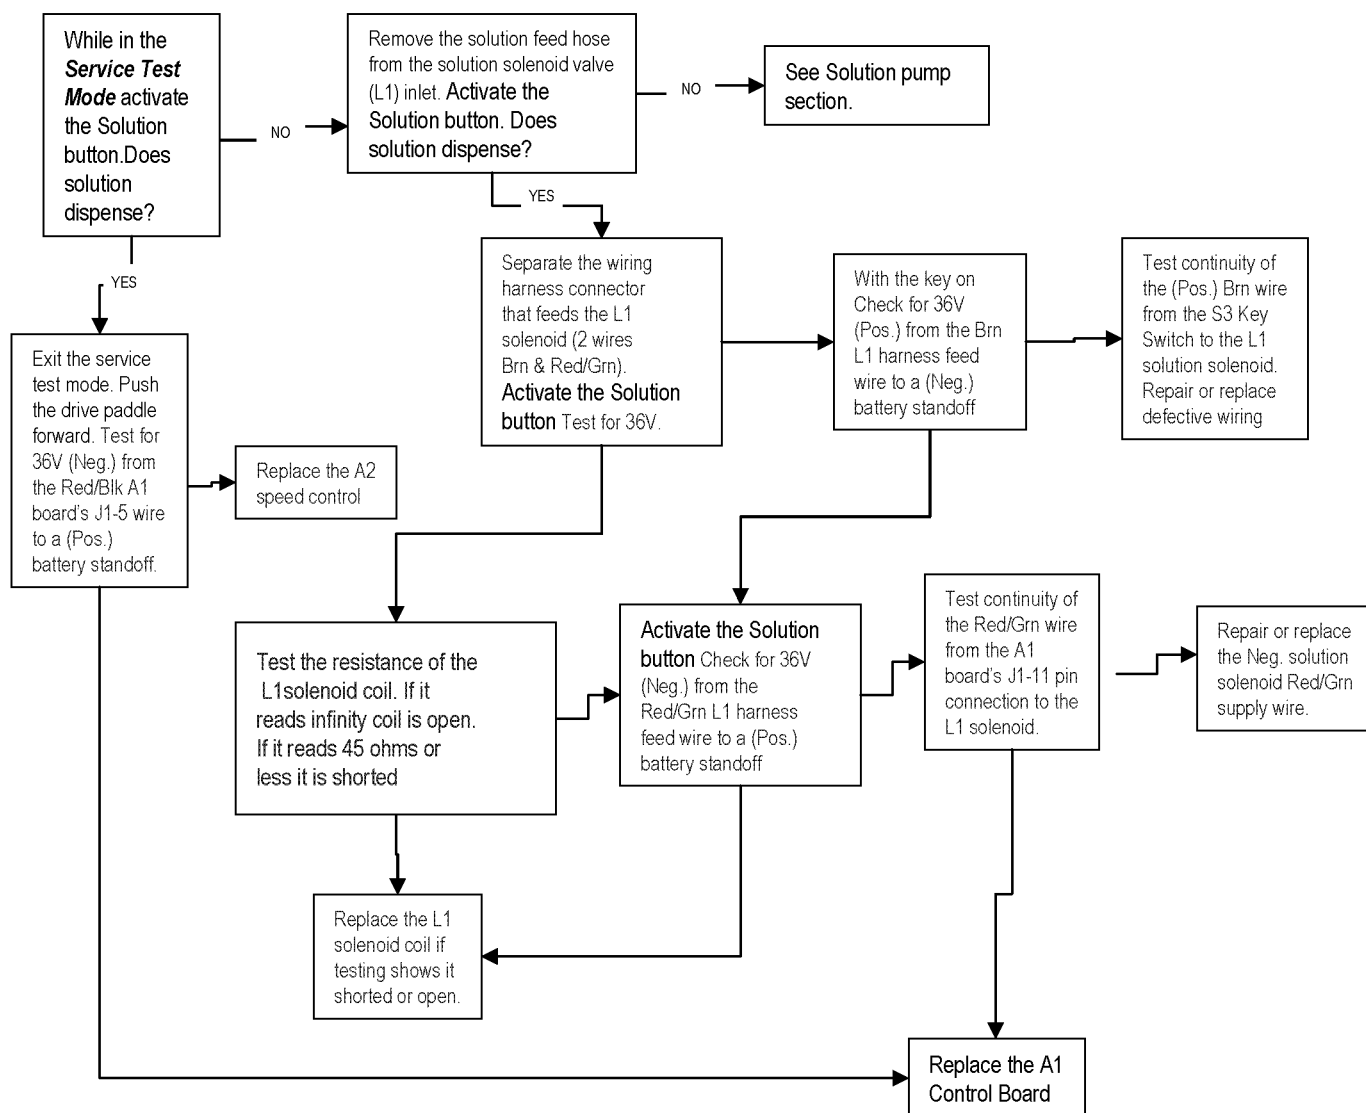 While in the
Service Test
Mode activate
the Solution
button.Does
solution
dispense?
NO
Remove the solution feed hose
from the solution solenoid valve
(L1) inlet. Activate the
Solution button. Does
solution dispense?
NO
See Solution pump
section.
YES
YES
Separate the wiring
harness connector
that feeds the L1
solenoid (2 wires
Brn & Red/Grn).
Activate the Solution
button Test for 36V.
With the key on
Check for 36V
(Pos.) from the Brn
L1 harness feed
wire to a (Neg.)
battery standoff
Test continuity of
the (Pos.) Brn wire
from the S3 Key
Switch to the L1
solution solenoid.
Repair or replace
defective wiring
Exit the service
test mode. Push
the drive paddle
forward. Test for
36V (Neg.) from
the Red/Blk A1
board's J1-5 wire
to a (Pos.)
battery standoff.
Replace the A2
speed control
Test the resistance of the
L1solenoid coil. If it
reads infinity coil is open.
If it reads 45 ohms or
less it is shorted
Activate the Solution
button Check for 36V
(Neg.) from the
Red/Grn L1 harness
feed wire to a (Pos.)
battery standoff
Test continuity of
the Red/Grn wire
from the A1
board's J1-11 pin
connection to the
L1 solenoid.
Repair or replace
the Neg. solution
solenoid Red/Grn
supply wire.
Replace the L1
solenoid coil if
testing shows it
shorted or open.
Replace the A1
Control Board